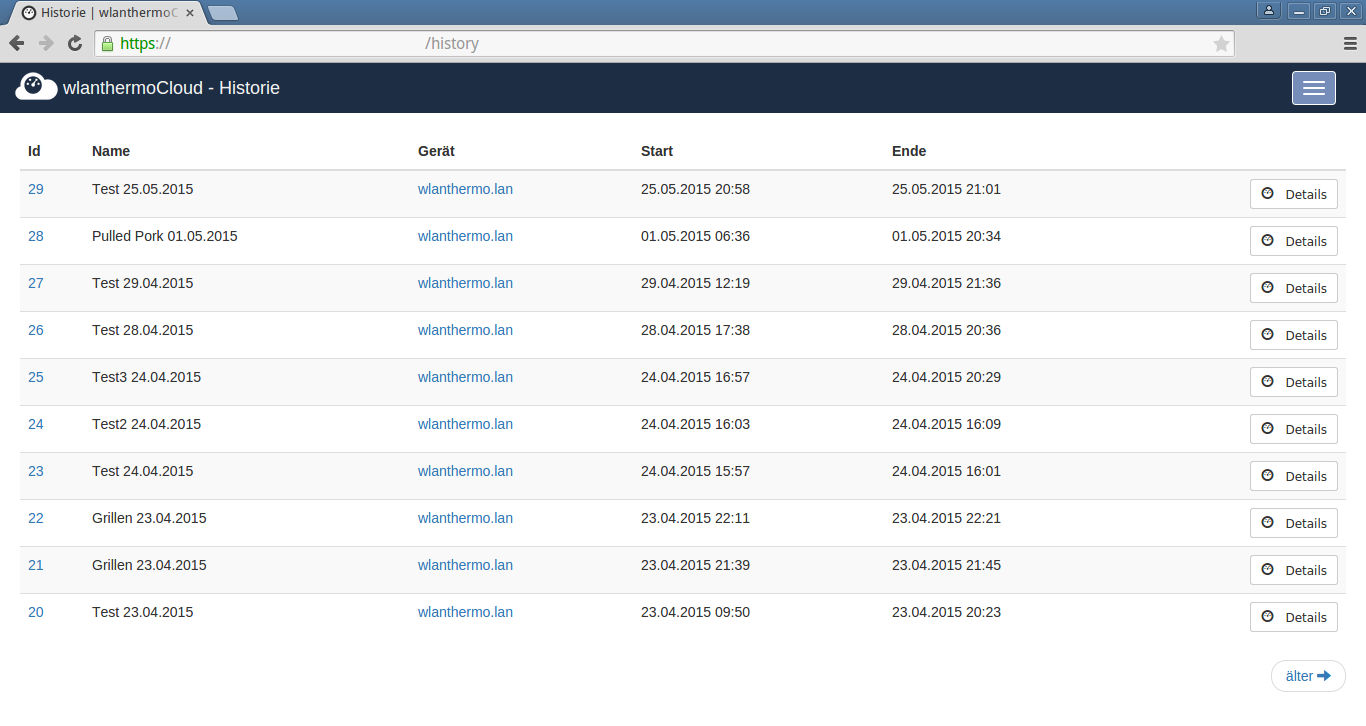 Historie | wlanthermoC
https:// /history
wlanthermoCloud - Historie
Id Name Gerät Start Ende
29 Test 25.05.2015 wlanthermo.lan 25.05.2015 20:58 25.05.2015 21:01 Details
28 Pulled Pork 01.05.2015 wlanthermo.lan 01.05.2015 06:36 01.05.2015 20:34 Details
27 Test 29.04.2015 wlanthermo.lan 29.04.2015 12:19 29.04.2015 21:36 Details
26 Test 28.04.2015 wlanthermo.lan 28.04.2015 17:38 28.04.2015 20:36 Details
25 Test3 24.04.2015 wlanthermo.lan 24.04.2015 16:57 24.04.2015 20:29 Details
24 Test2 24.04.2015 wlanthermo.lan 24.04.2015 16:03 24.04.2015 16:09 Details
23 Test 24.04.2015 wlanthermo.lan 24.04.2015 15:57 24.04.2015 16:01 Details
22 Grillen 23.04.2015 wlanthermo.lan 23.04.2015 22:11 23.04.2015 22:21 Details
21 Grillen 23.04.2015 wlanthermo.lan 23.04.2015 21:39 23.04.2015 21:45 Details
20 Test 23.04.2015 wlanthermo.lan 23.04.2015 09:50 23.04.2015 20:23 Details
älter